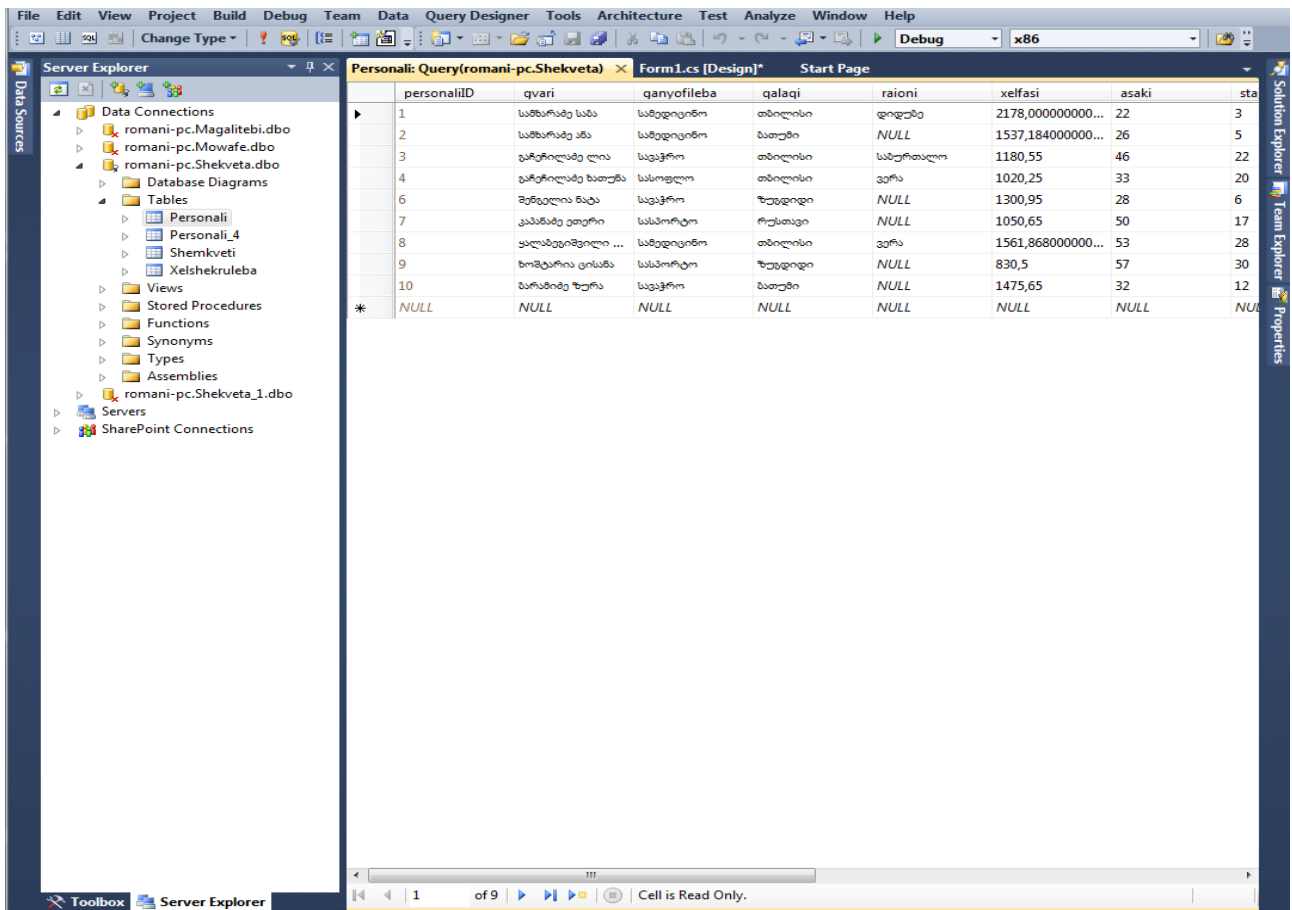 File Edit View Project Build Debug Team Data Query Designer Tools Architecture Test Analyze Window Help
Change Type Debug x86
Server Explorer
Data Sources
Data Connections
romani-pc.Magalitebi.dbo
romani-pc.Mowafe.dbo
romani-pc.Shekveta.dbo
Database Diagrams
Tables
Personali
Personali_4
Shemkveti
Xelshekruleba
Views
Stored Procedures
Functions
Synonyms
Types
Assemblies
romani-pc.Shekveta_1.dbo
Servers
SharePoint Connections
Toolbox Server Explorer
Personali: Query(romani-pc.Shekveta) Form1.cs [Design]* Start Page
personaliID qvari ganyofileba qalaqi raioni xelfasi asaki sta
1 სამხარაძე საბა სამედიცინო თბილისი დიდუბე 2178,000000000... 22 3
2 სამხარაძე ანა სამედიცინო ბათუმი NULL 1537,184000000... 26 5
3 გაჩეჩილაძე ლია სავაჭრო თბილისი საბურთალო 1180,55 46 22
4 გაჩეჩილაძე ხათუნა სასოფლო თბილისი ვერა 1020,25 33 20
6 შენგელია ნატა სავაჭრო ზუგდიდი NULL 1300,95 28 6
7 კაპანაძე ეთერი სასპორტო რუსთავი NULL 1050,65 50 17
8 ყალაბეგიშვილი ... სამედიცინო თბილისი ვერა 1561,868000000... 53 28
9 ხოშტარია ცისანა სასპორტო ზუგდიდი NULL 830,5 57 30
10 ბარამიძე ზურა სავაჭრო ბათუმი NULL 1475,65 32 12
NULL NULL NULL NULL NULL NULL NULL NUL
1 of 9 Cell is Read Only.
Solution Explorer
Team Explorer
Properties